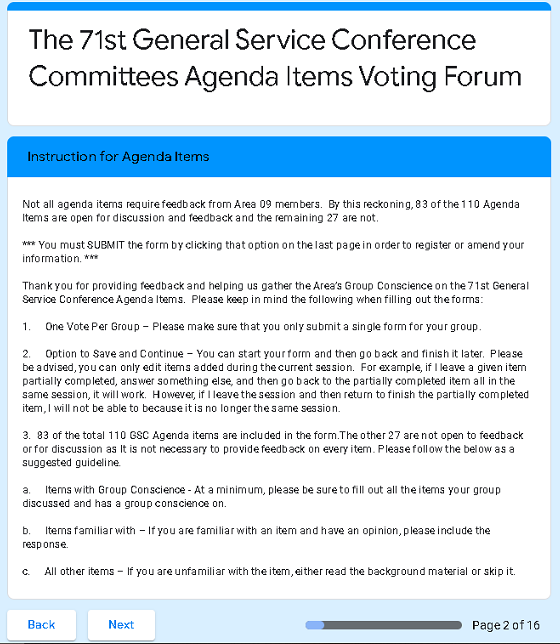 The 71st General Service Conference
Committees Agenda Items Voting Forum
Instruction for Agenda Items
Not all agenda items require feedback from Area 09 members. By this reckoning, 83 of the 110 Agenda
Items are open for discussion and feedback and the remaining 27 are not.
*** You must SUBMIT the form by clicking that option on the last page in order to register or amend your
information. ***
Thank you for providing feedback and helping us gather the Area's Group Conscience on the 71st General
Service Conference Agenda Items. Please keep in mind the following when filling out the forms:
1. One Vote Per Group – Please make sure that you only submit a single form for your group.
2. Option to Save and Continue – You can start your form and then go back and finish it later. Please
be advised, you can only edit items added during the current session. For example, if I leave a given item
partially completed, answer something else, and then go back to the partially completed item all in the
same session, it will work. However, if I leave the session and then return to finish the partially completed
item, I will not be able to because it is no longer the same session.
3. 83 of the total 110 GSC Agenda items are included in the form.The other 27 are not open to feedback
or for discussion as It is not necessary to provide feedback on every item. Please follow the below as a
suggested guideline.
a. Items with Group Conscience - At a minimum, please be sure to fill out all the items your group
discussed and has a group conscience on.
b. Items familiar with – If you are familiar with an item and have an opinion, please include the
response.
c. All other items – If you are unfamiliar with the item, either read the background material or skip it.
Back Next Page 2 of 16